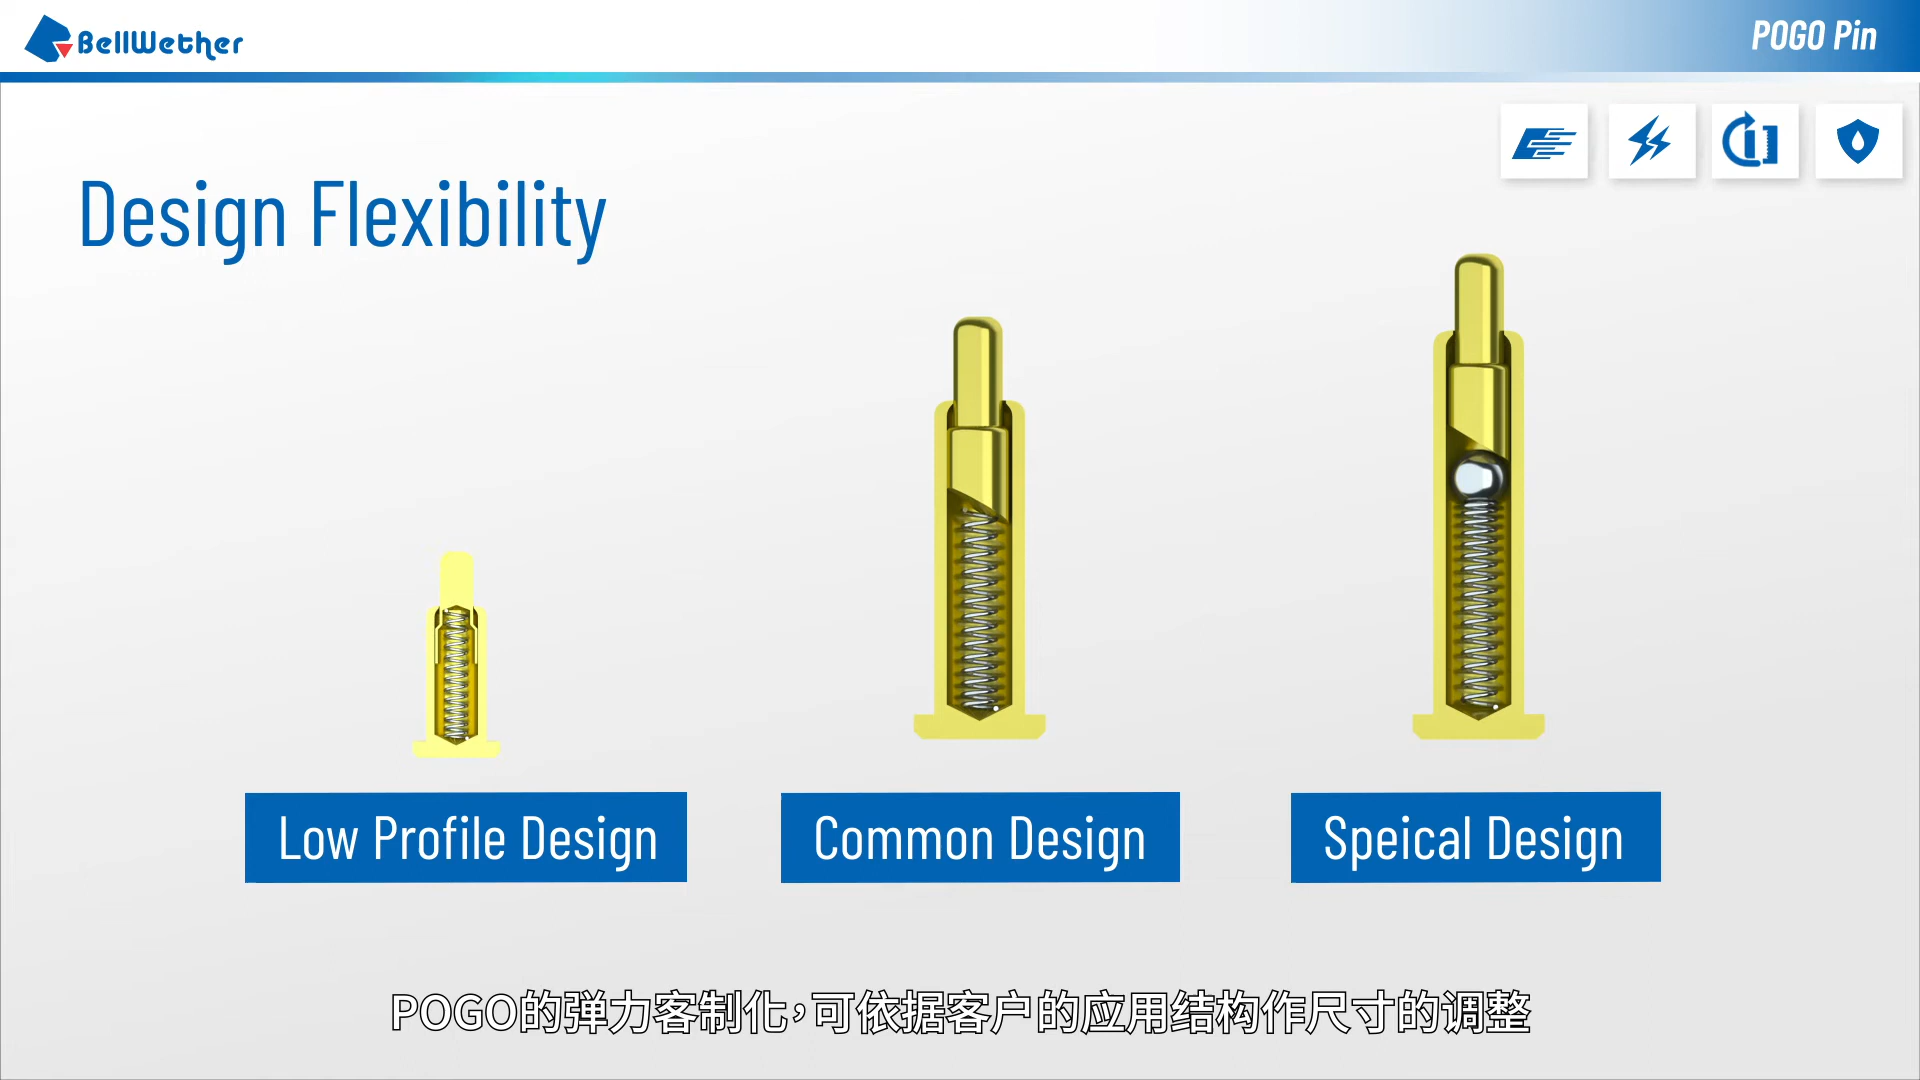 BellWether
POGO Pin
Design Flexibility
Low Profile Design
Common Design
Speical Design
POGO的弹力客制化,可依据客户的应用结构作尺寸的调整